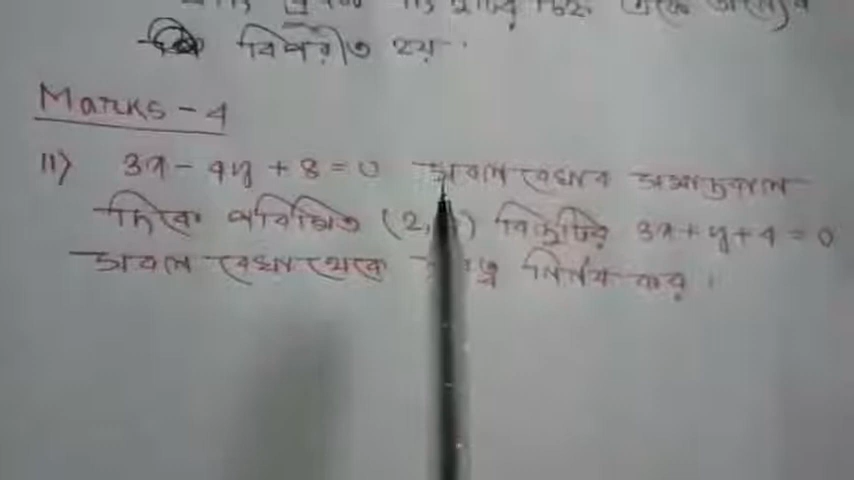 বিপরীত হয়.
Marks - 4
11) 3x - 4y + 8 = 0 সরলরেখার সমান্তরাল
দিকে পরিমিত (2, ) বিন্দুটির 3x + y + 4 = 0
সরল রেখা থেকে নির্ণয় কর।